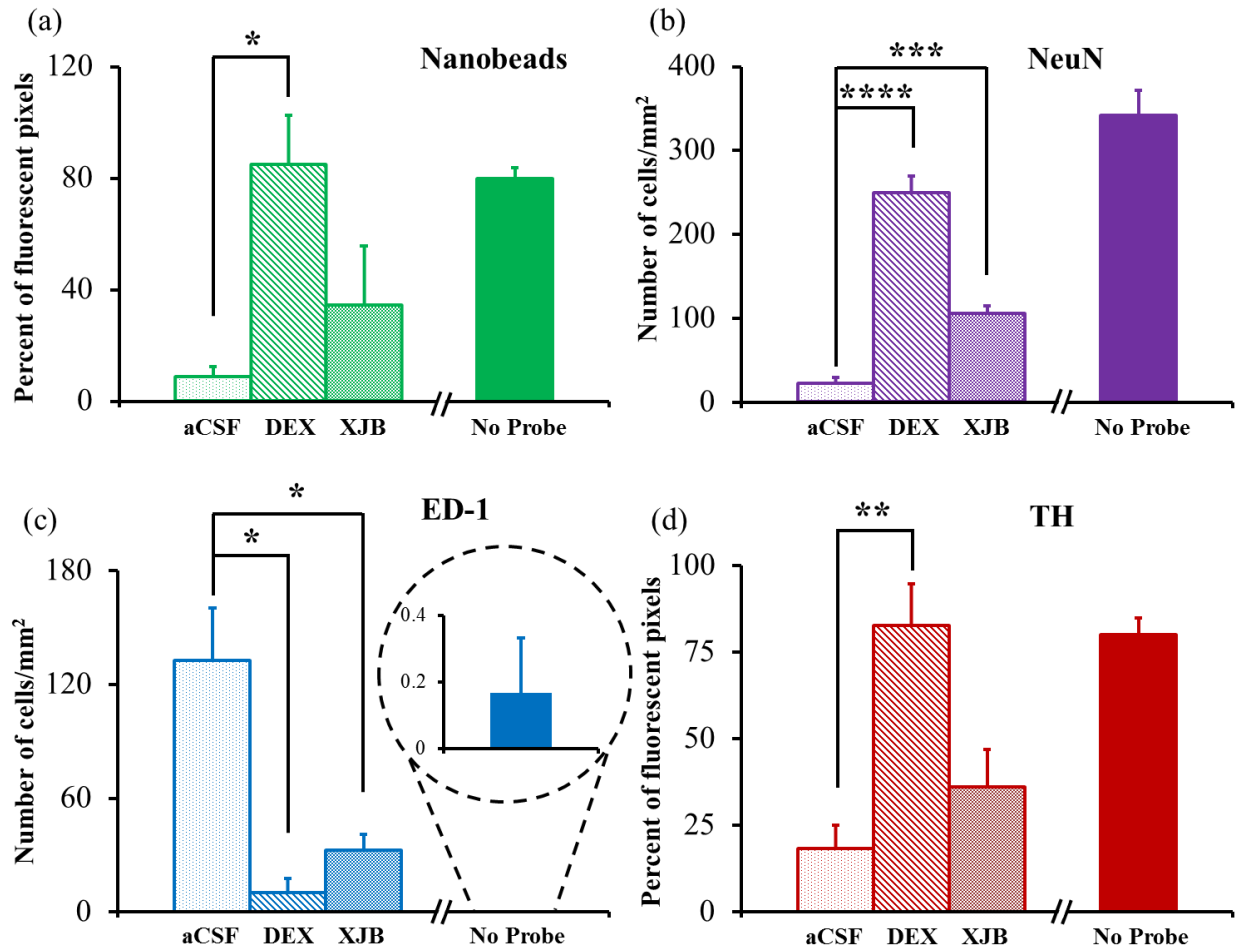 (a)
Nanobeads
*
Percent of fluorescent pixels
120
80
40
0
aCSF DEX XJB No Probe
(b)
NeuN
***
****
Number of cells/mm²
400
300
200
100
0
aCSF DEX XJB No Probe
(c)
ED-1
*
*
Number of cells/mm²
180
120
60
0
0.4
0.2
0
aCSF DEX XJB No Probe
(d)
TH
**
Percent of fluorescent pixels
100
75
50
25
0
aCSF DEX XJB No Probe